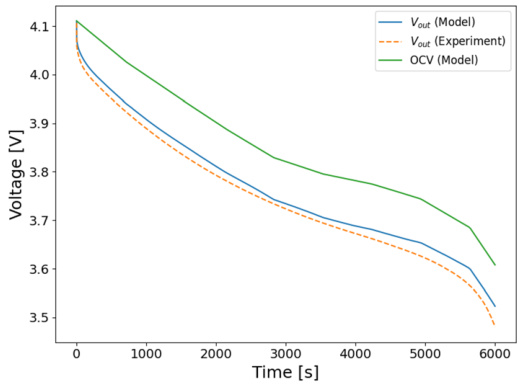 4.1
4.0
3.9
3.8
3.7
3.6
3.5
Voltage [V]
V_out (Model)
V_out (Experiment)
OCV (Model)
0 1000 2000 3000 4000 5000 6000
Time [s]